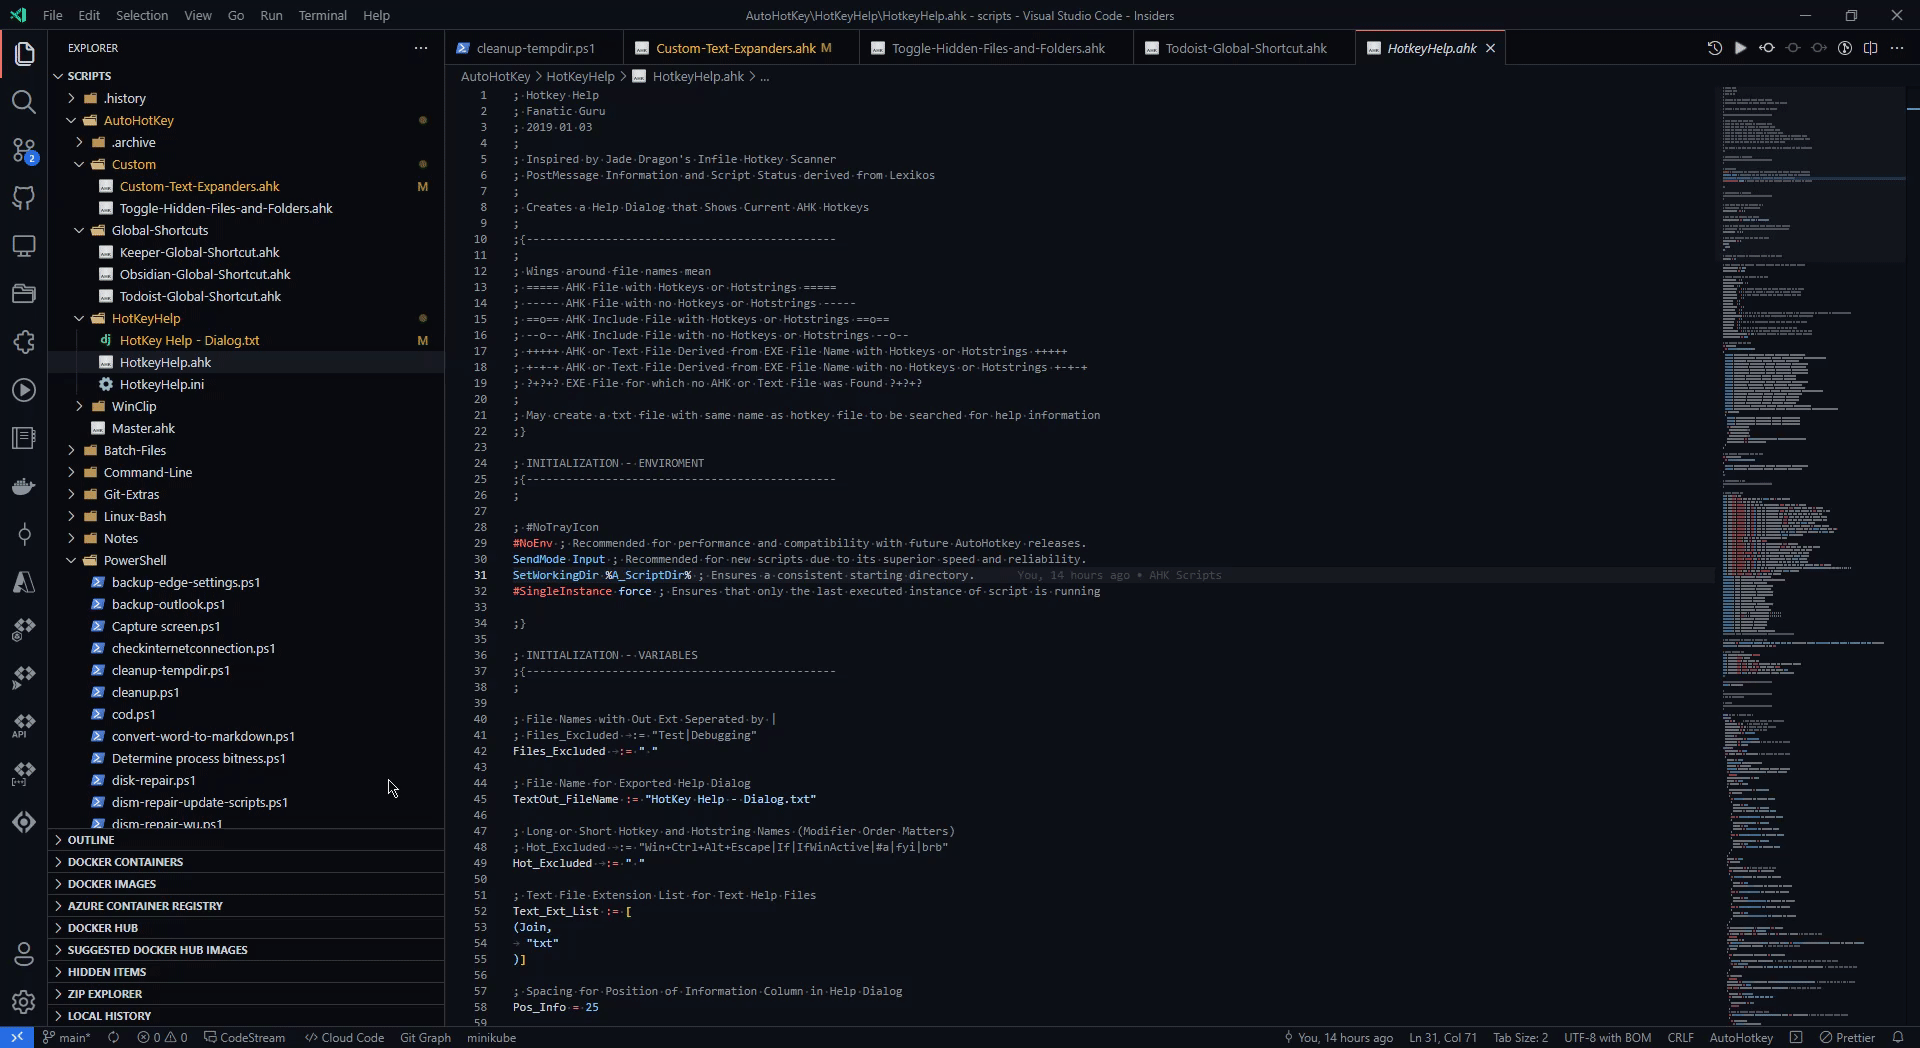 File Edit Selection View Go Run Terminal Help
AutoHotKey\HotKeyHelp\HotkeyHelp.ahk - scripts - Visual Studio Code - Insiders
EXPLORER
SCRIPTS
.history
AutoHotKey
.archive
Custom
Custom-Text-Expanders.ahk M
Toggle-Hidden-Files-and-Folders.ahk
Global-Shortcuts
Keeper-Global-Shortcut.ahk
Obsidian-Global-Shortcut.ahk
Todoist-Global-Shortcut.ahk
HotKeyHelp
HotKey Help - Dialog.txt M
HotkeyHelp.ahk
HotkeyHelp.ini
WinClip
Master.ahk
Batch-Files
Command-Line
Git-Extras
Linux-Bash
Notes
PowerShell
backup-edge-settings.ps1
backup-outlook.ps1
Capture screen.ps1
checkinternetconnection.ps1
cleanup-tempdir.ps1
cleanup.ps1
cod.ps1
convert-word-to-markdown.ps1
Determine process bitness.ps1
disk-repair.ps1
dism-repair-update-scripts.ps1
dism-repair-wu.ps1
OUTLINE
DOCKER CONTAINERS
DOCKER IMAGES
AZURE CONTAINER REGISTRY
DOCKER HUB
SUGGESTED DOCKER HUB IMAGES
HIDDEN ITEMS
ZIP EXPLORER
LOCAL HISTORY
2
API
cleanup-tempdir.ps1 Custom-Text-Expanders.ahk M Toggle-Hidden-Files-and-Folders.ahk Todoist-Global-Shortcut.ahk HotkeyHelp.ahk
AutoHotKey > HotKeyHelp > HotkeyHelp.ahk > ...
1 ; Hotkey Help
2 ; Fanatic Guru
3 ; 2019 01 03
4 ;
5 ; Inspired by Jade Dragon's Infile Hotkey Scanner
6 ; PostMessage Information and Script Status derived from Lexikos
7 ;
8 ; Creates a Help Dialog that Shows Current AHK Hotkeys
9 ;
10 ;{-----------------------------------------------
11 ;
12 ; Wings around file names mean
13 ; ===== AHK File with Hotkeys or Hotstrings =====
14 ; ----- AHK File with no Hotkeys or Hotstrings -----
15 ; ==o== AHK Include File with Hotkeys or Hotstrings ==o==
16 ; --o-- AHK Include File with no Hotkeys or Hotstrings --o--
17 ; +++++ AHK or Text File Derived from EXE File Name with Hotkeys or Hotstrings +++++
18 ; +-+-+ AHK or Text File Derived from EXE File Name with no Hotkeys or Hotstrings +-+-+
19 ; ?+?+? EXE File for which no AHK or Text File was Found ?+?+?
20 ;
21 ; May create a txt file with same name as hotkey file to be searched for help information
22 ;}
23
24 ; INITIALIZATION - ENVIROMENT
25 ;{-----------------------------------------------
26 ;
27
28 ; #NoTrayIcon
29 #NoEnv ; Recommended for performance and compatibility with future AutoHotkey releases.
30 SendMode Input ; Recommended for new scripts due to its superior speed and reliability.
31 SetWorkingDir %A_ScriptDir% ; Ensures a consistent starting directory. You, 14 hours ago • AHK Scripts
32 #SingleInstance force ; Ensures that only the last executed instance of script is running
33
34 ;}
35
36 ; INITIALIZATION - VARIABLES
37 ;{-----------------------------------------------
38 ;
39
40 ; File Names with Out Ext Seperated by |
41 ; Files_Excluded := "Test|Debugging"
42 Files_Excluded := " "
43
44 ; File Name for Exported Help Dialog
45 TextOut_FileName := "HotKey Help - Dialog.txt"
46
47 ; Long or Short Hotkey and Hotstring Names (Modifier Order Matters)
48 ; Hot_Excluded := "Win+Ctrl+Alt+Escape|If|IfWinActive|#a|fyi|brb"
49 Hot_Excluded := " "
50
51 ; Text File Extension List for Text Help Files
52 Text_Ext_List := [
53 (Join,
54 "txt"
55 )]
56
57 ; Spacing for Position of Information Column in Help Dialog
58 Pos_Info = 25
59
main* 0 0 CodeStream Cloud Code Git Graph minikube You, 14 hours ago Ln 31, Col 71 Tab Size: 2 UTF-8 with BOM CRLF AutoHotkey Prettier